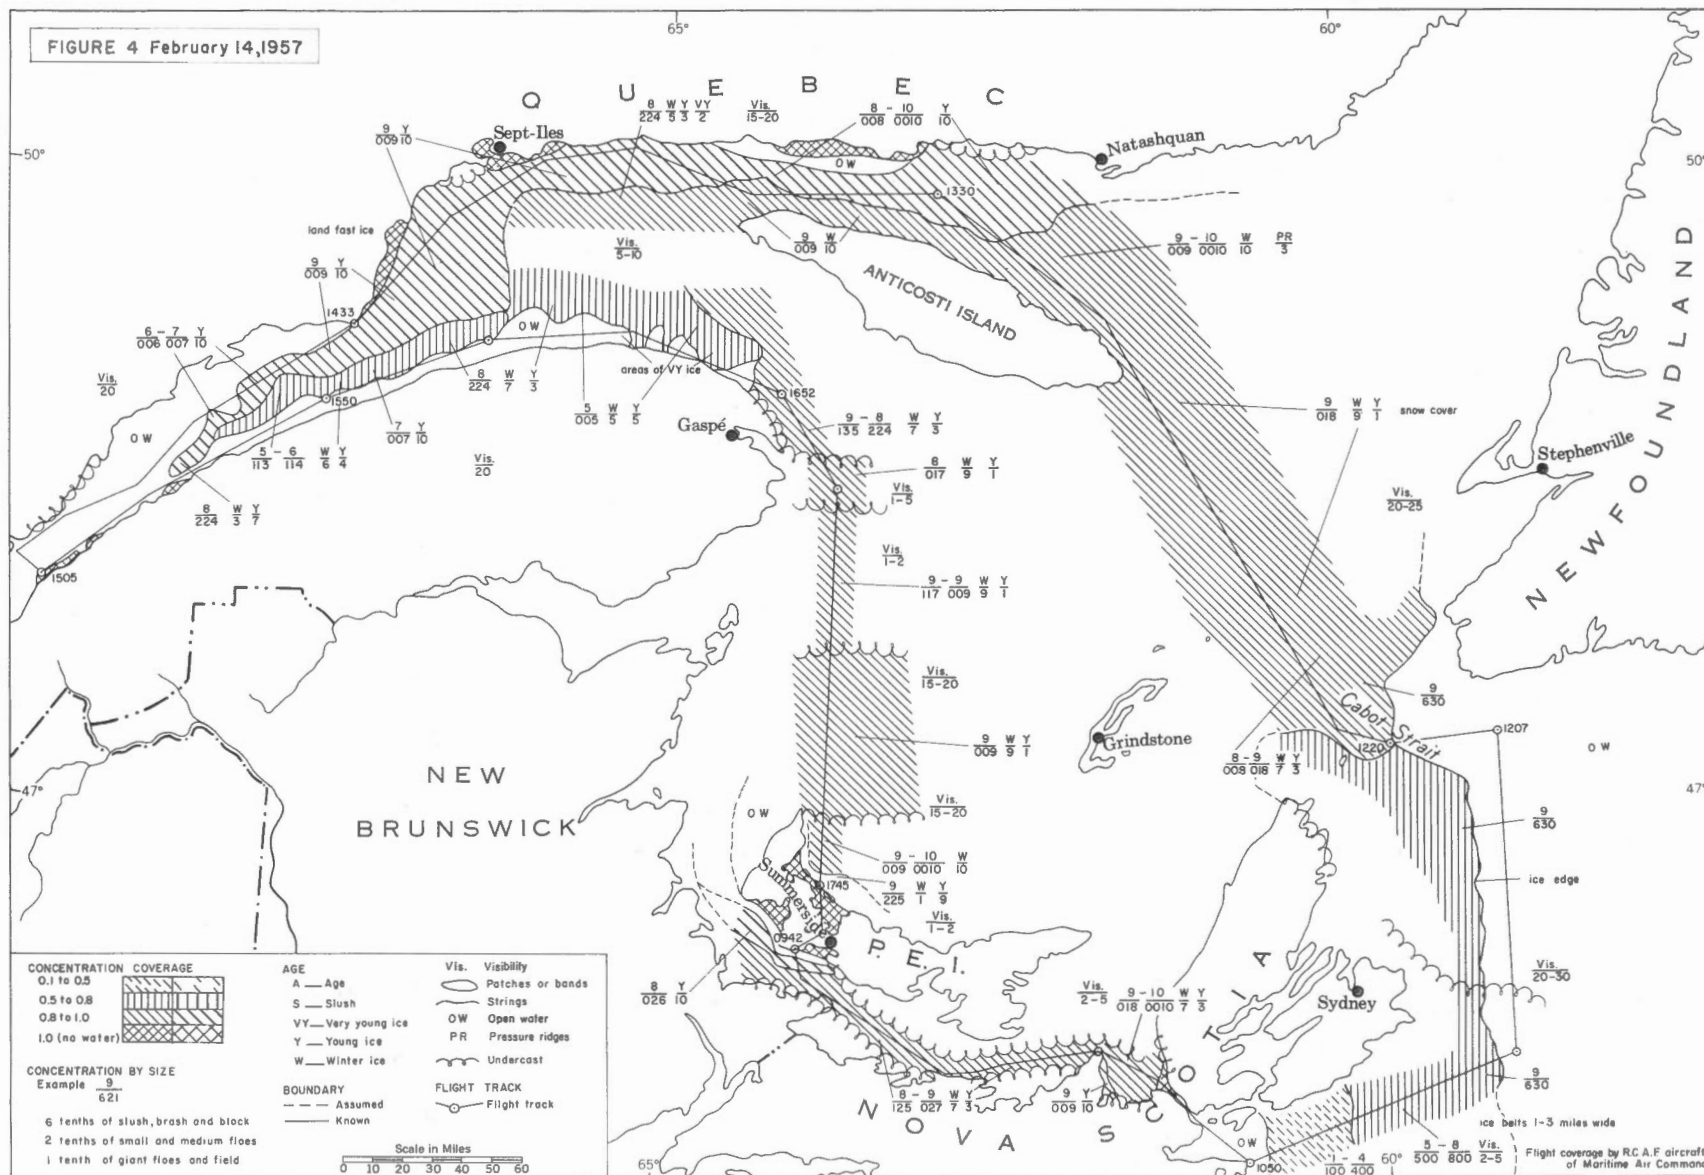 FIGURE 4 February 14, 1957
65°
60°
50°
50°
47°
47°
65°
60°
QUEBEC
Sept-Iles
Natashquan
NEWFOUNDLAND
Stephenville
ANTICOSTI ISLAND
Gaspé
NEW
BRUNSWICK
Grindstone
Cabot Strait
Summerside
P. E. I.
Sydney
NOVA SCOTIA
9/009 Y/10
8/224 W/5 Y/3 VY/2
Vis. 15-20
8/008 - 10/0010 Y/10
OW
1330
land fast ice
Vis. 5-10
9/009 W/10
9/009 - 10/0010 W/10 PR/3
9/009 Y/10
1433
6/006 - 7/007 Y/10
Vis. 20
OW
OW
1550
8/224 W/7 Y/3
areas of VY ice
5/005 W/5 Y/5
1652
9/135 - 8/224 W/7 Y/3
9/018 W/9 Y/1 snow cover
7/007 Y/10
5/113 - 6/114 W/6 Y/4
Vis. 20
8/017 W/9 Y/1
Vis. 1-5
Vis. 20-25
8/224 W/3 Y/7
1505
Vis. 1-2
9/117 - 9/009 W/9 Y/1
Vis. 15-20
9/630
9/009 W/9 Y/1
1207
1220
OW
8/008 - 9/018 W/7 Y/3
Vis. 15-20
OW
9/630
9/009 - 10/0010 W/10
1745
9/225 W/1 Y/9
ice edge
Vis. 1-2
0942
8/026 Y/10
Vis. 2-5
9/018 - 10/0010 W/7 Y/3
Vis. 20-30
8/125 - 9/027 W/7 Y/3
9/009 Y/10
9/630
ice belts 1-3 miles wide
OW
1050
1/100 - 4/400
5/500 - 8/800 Vis. 2-5
Flight coverage by R.C.A.F aircraft
of Maritime Air Command
CONCENTRATION COVERAGE
0.1 to 0.5
0.5 to 0.8
0.8 to 1.0
1.0 (no water)
CONCENTRATION BY SIZE
Example 9/621
6 tenths of slush, brash and block
2 tenths of small and medium floes
1 tenth of giant floes and field
AGE
A — Age
S — Slush
VY — Very young ice
Y — Young ice
W — Winter ice
BOUNDARY
Assumed
Known
Vis. Visibility
Patches or bands
Strings
OW Open water
PR Pressure ridges
Undercast
FLIGHT TRACK
Flight track
Scale in Miles
0 10 20 30 40 50 60